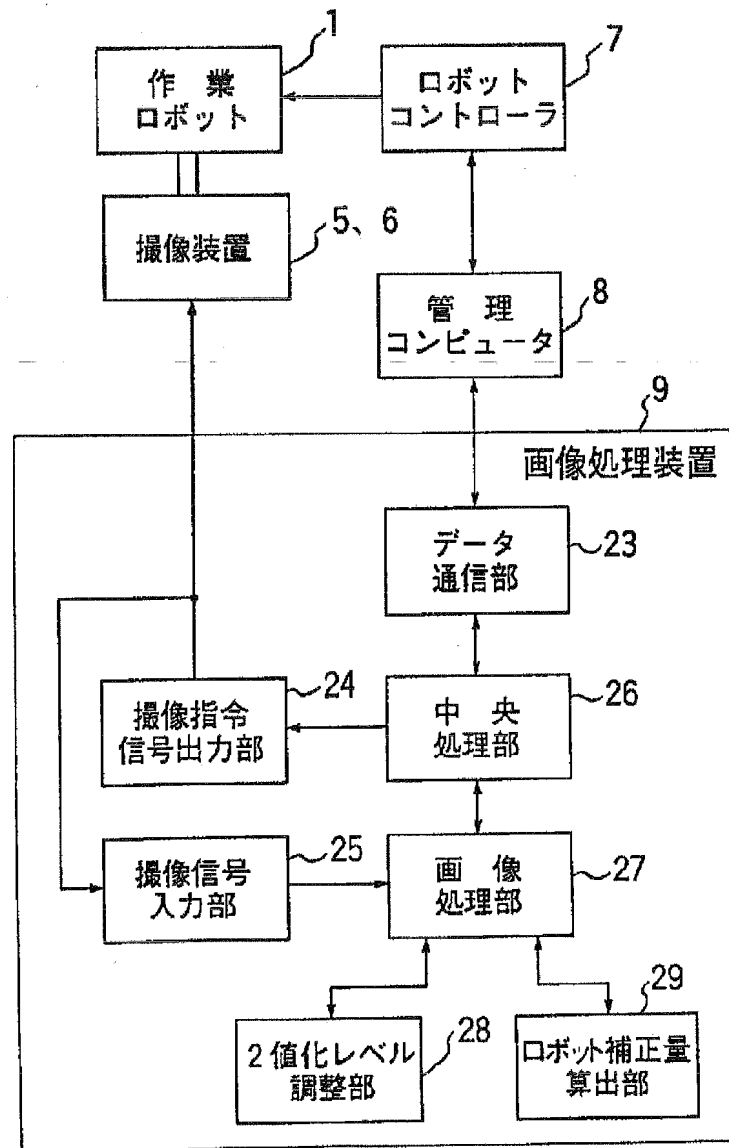 1
作業
ロボット
7
ロボット
コントローラ
撮像装置
5、6
管理
コンピュータ
8
9
画像処理装置
データ
通信部
23
撮像指令
信号出力部
24
中央
処理部
26
撮像信号
入力部
25
画像
処理部
27
2値化レベル
調整部
28
ロボット補正量
算出部
29